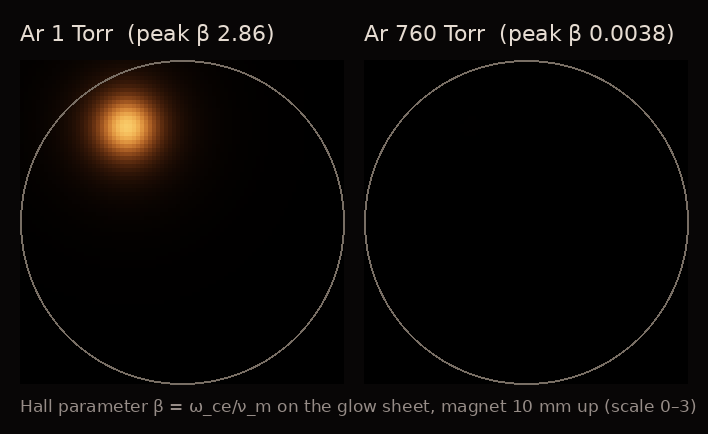 Ar 1 Torr  (peak β 2.86)
Ar 760 Torr  (peak β 0.0038)
Hall parameter β = ω_ce/ν_m on the glow sheet, magnet 10 mm up (scale 0–3)